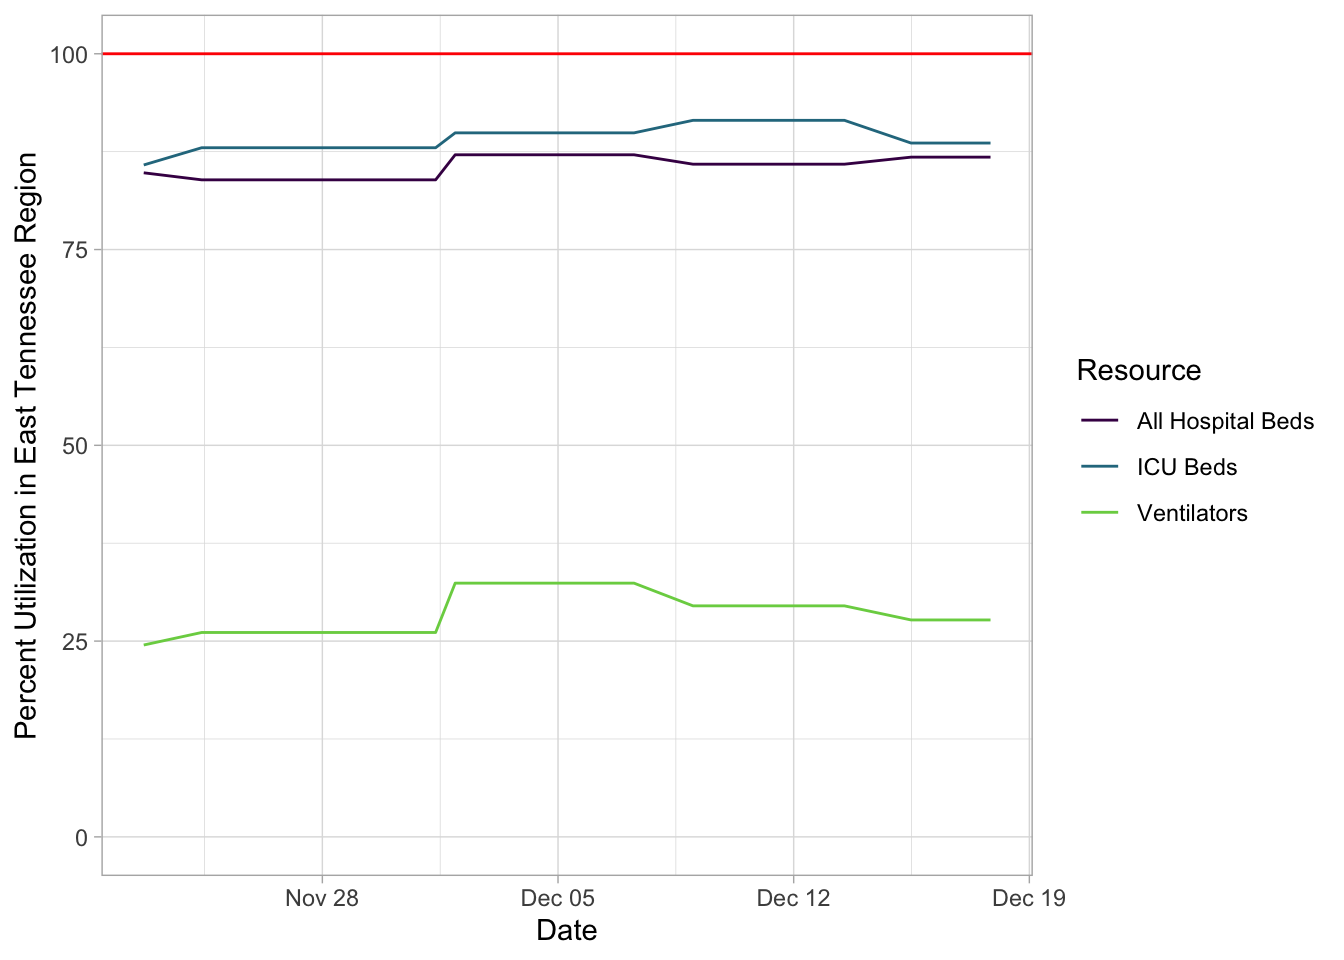 Percent Utilization in East Tennessee Region
100
75
50
25
0
Nov 28
Dec 05
Dec 12
Dec 19
Date
Resource
All Hospital Beds
ICU Beds
Ventilators